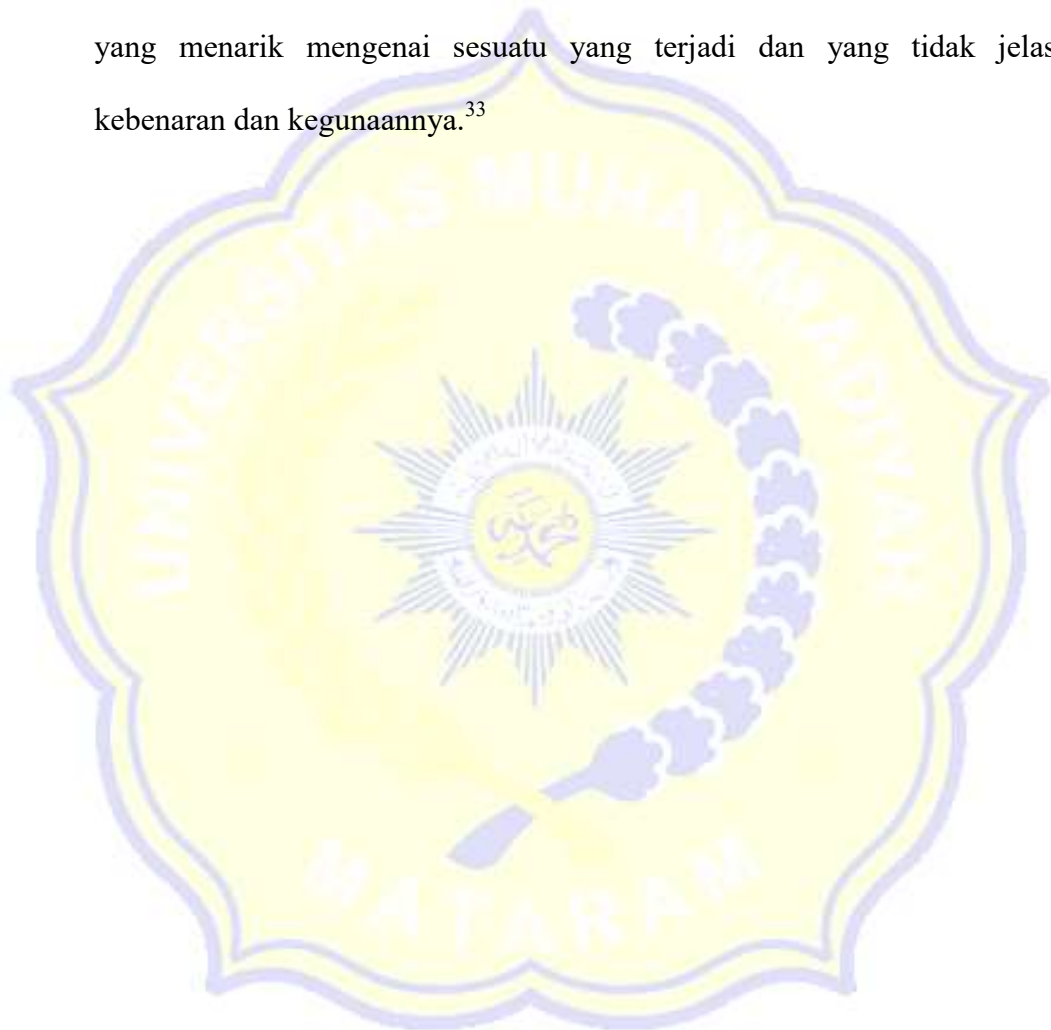 yang menarik mengenai sesuatu yang terjadi dan yang tidak jelas
kebenaran dan kegunaannya.³³
UNIVERSITAS MUHAMMADIYAH
MATARAM